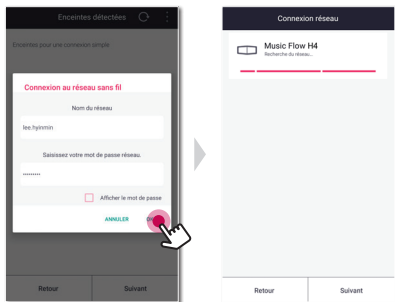 Enceintes détectées
Enceintes pour une connexion simple
Connexion au réseau sans fil
Nom du réseau
lee.hyinmin
Saisissez votre mot de passe réseau.
•••••••••
Afficher le mot de passe
ANNULER
Retour
Suivant
Connexion réseau
Music Flow H4
Recherche du réseau...
Retour
Suivant